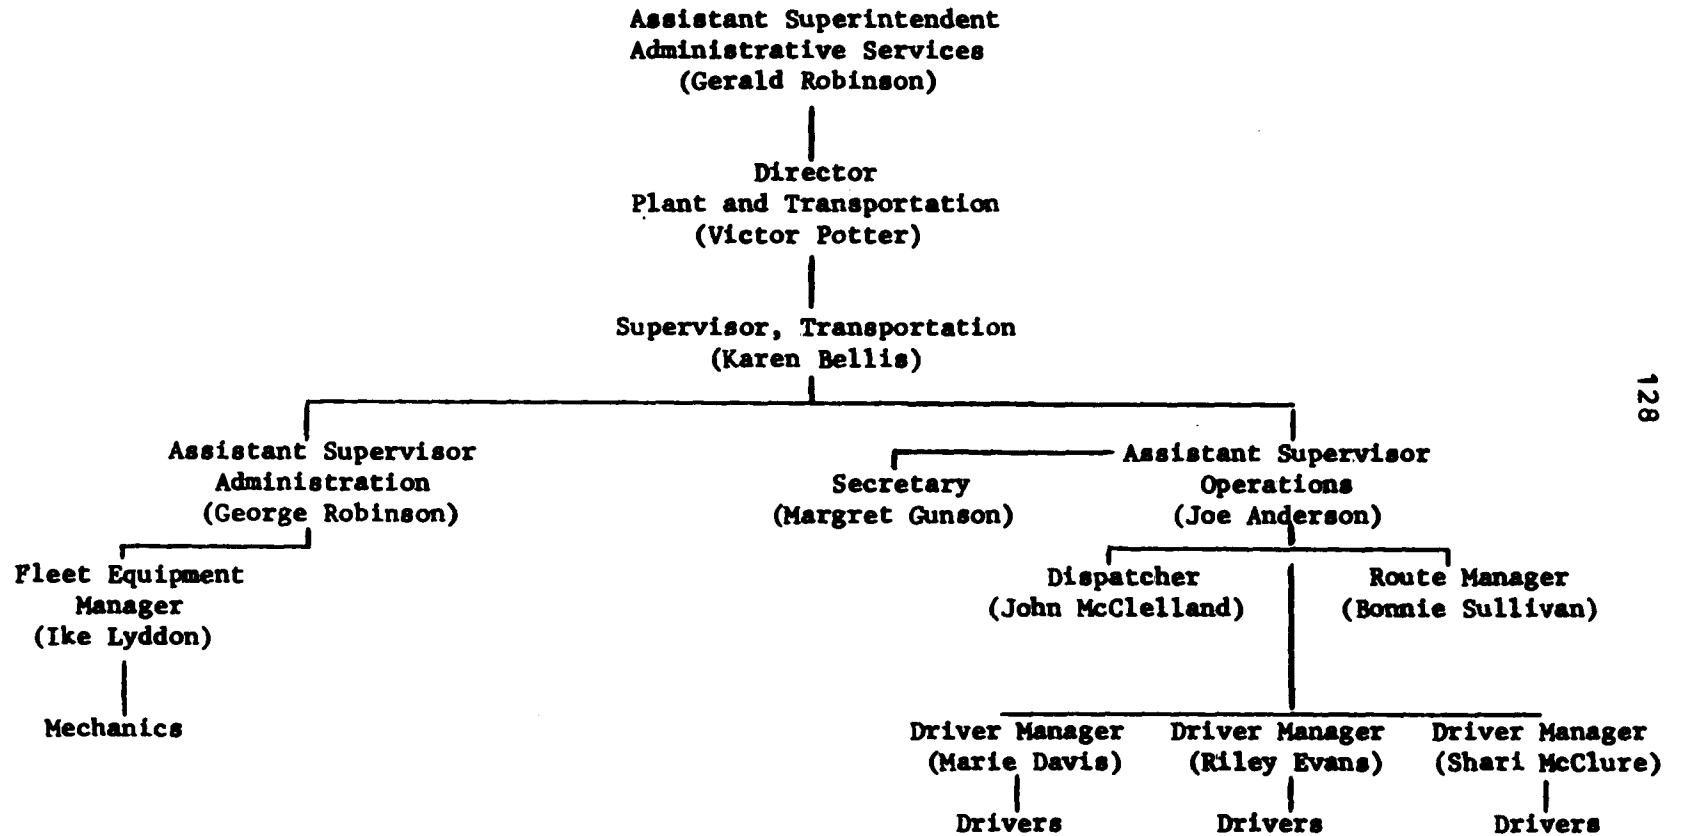 Assistant Superintendent
Administrative Services
(Gerald Robinson)
Director
Plant and Transportation
(Victor Potter)
Supervisor, Transportation
(Karen Bellis)
128
Assistant Supervisor
Administration
(George Robinson)
Secretary
(Margret Gunson)
Assistant Supervisor
Operations
(Joe Anderson)
Fleet Equipment
Manager
(Ike Lyddon)
Mechanics
Dispatcher
(John McClelland)
Route Manager
(Bonnie Sullivan)
Driver Manager
(Marie Davis)
Drivers
Driver Manager
(Riley Evans)
Drivers
Driver Manager
(Shari McClure)
Drivers